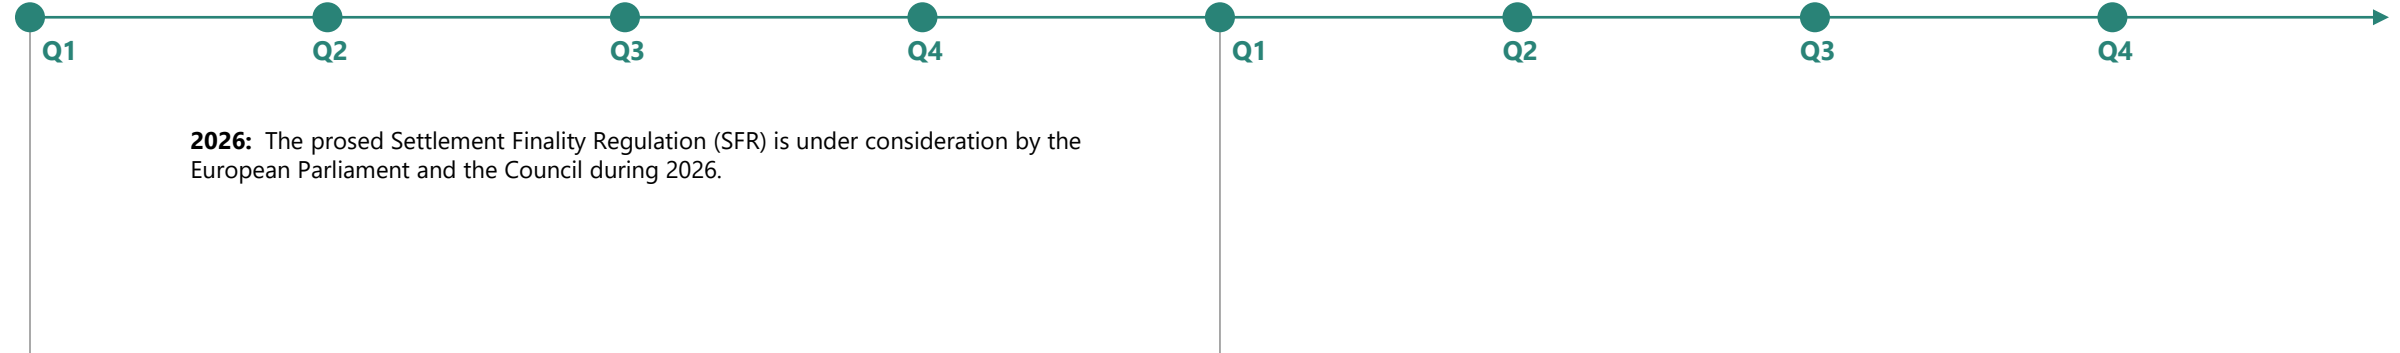 Q1 Q2 Q3 Q4 Q1 Q2 Q3 Q4
2026: The prosed Settlement Finality Regulation (SFR) is under consideration by the
European Parliament and the Council during 2026.